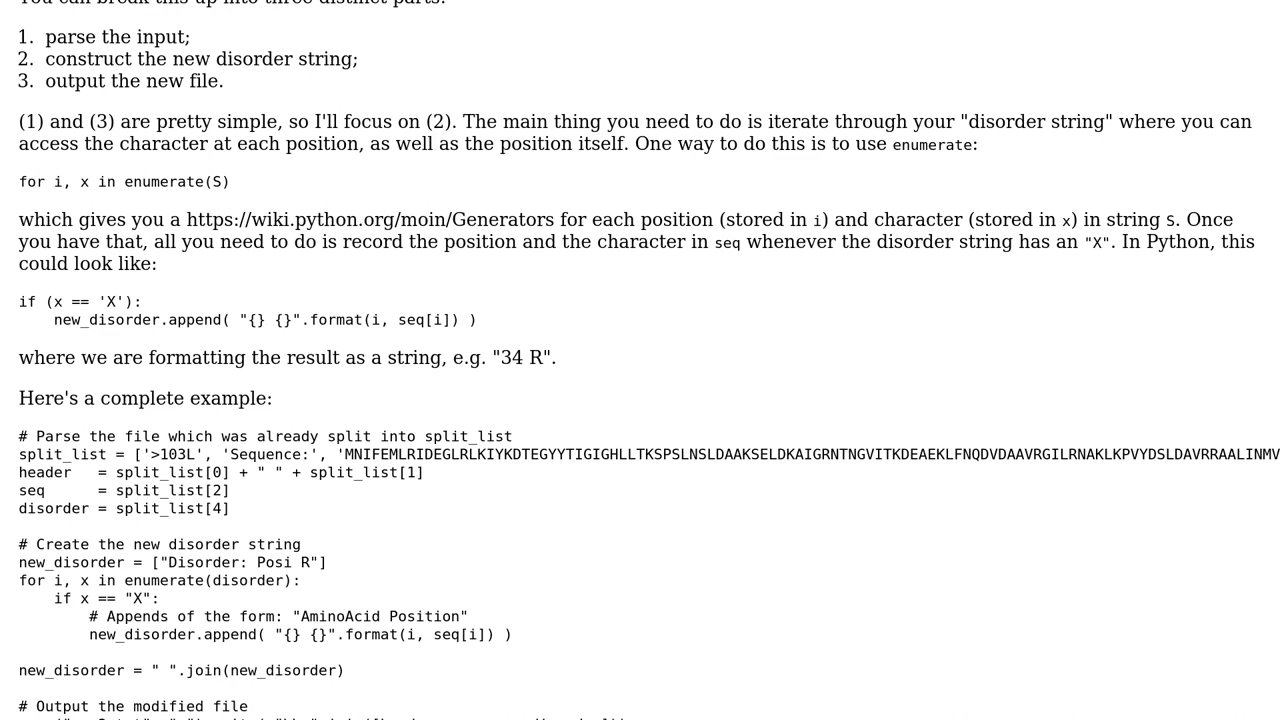 You can break this up into three distinct parts:
1. parse the input;
2. construct the new disorder string;
3. output the new file.
(1) and (3) are pretty simple, so I'll focus on (2). The main thing you need to do is iterate through your "disorder string" where you can
access the character at each position, as well as the position itself. One way to do this is to use enumerate:
for i, x in enumerate(S)
which gives you a https://wiki.python.org/moin/Generators for each position (stored in i) and character (stored in x) in string S. Once
you have that, all you need to do is record the position and the character in seq whenever the disorder string has an "X". In Python, this
could look like:
if (x == 'X'):
    new_disorder.append( "{} {}".format(i, seq[i]) )
where we are formatting the result as a string, e.g. "34 R".
Here's a complete example:
# Parse the file which was already split into split_list
split_list = ['>103L', 'Sequence:', 'MNIFEMLRIDEGLRLKIYKDTEGYYTIGIGHLLTKSPSLNSLDAAKSELDKAIGRNTNGVITKDEAEKLFNQDVDAAVRGILRNAKLKPVYDSLDAVRRAALINMV
header   = split_list[0] + " " + split_list[1]
seq      = split_list[2]
disorder = split_list[4]
# Create the new disorder string
new_disorder = ["Disorder: Posi R"]
for i, x in enumerate(disorder):
    if x == "X":
        # Appends of the form: "AminoAcid Position"
        new_disorder.append( "{} {}".format(i, seq[i]) )
new_disorder = " ".join(new_disorder)
# Output the modified file